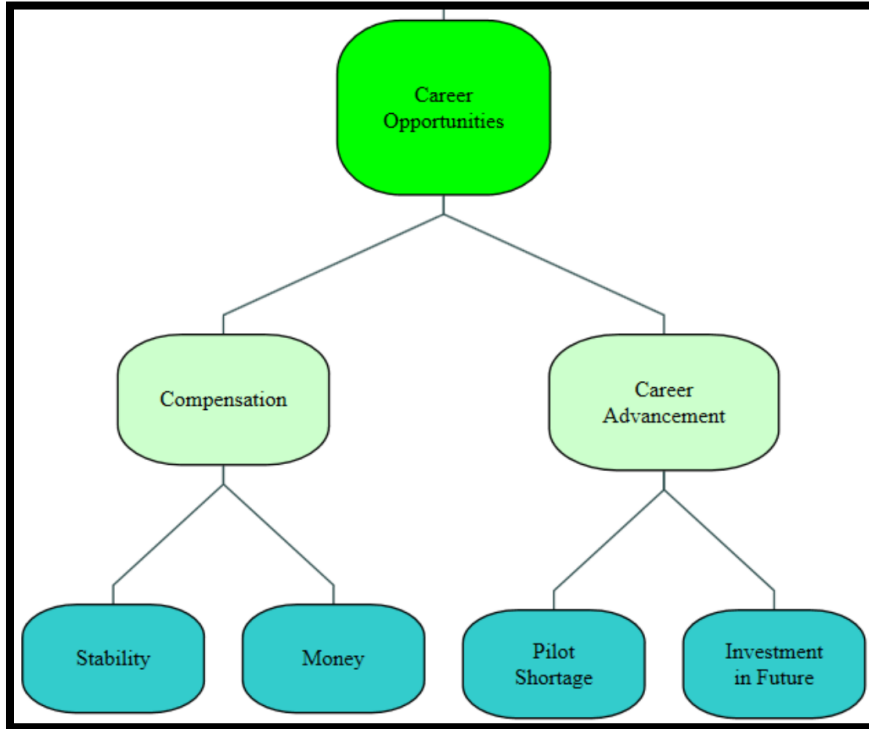 Career
Opportunities
Compensation
Career
Advancement
Stability
Money
Pilot
Shortage
Investment
in Future